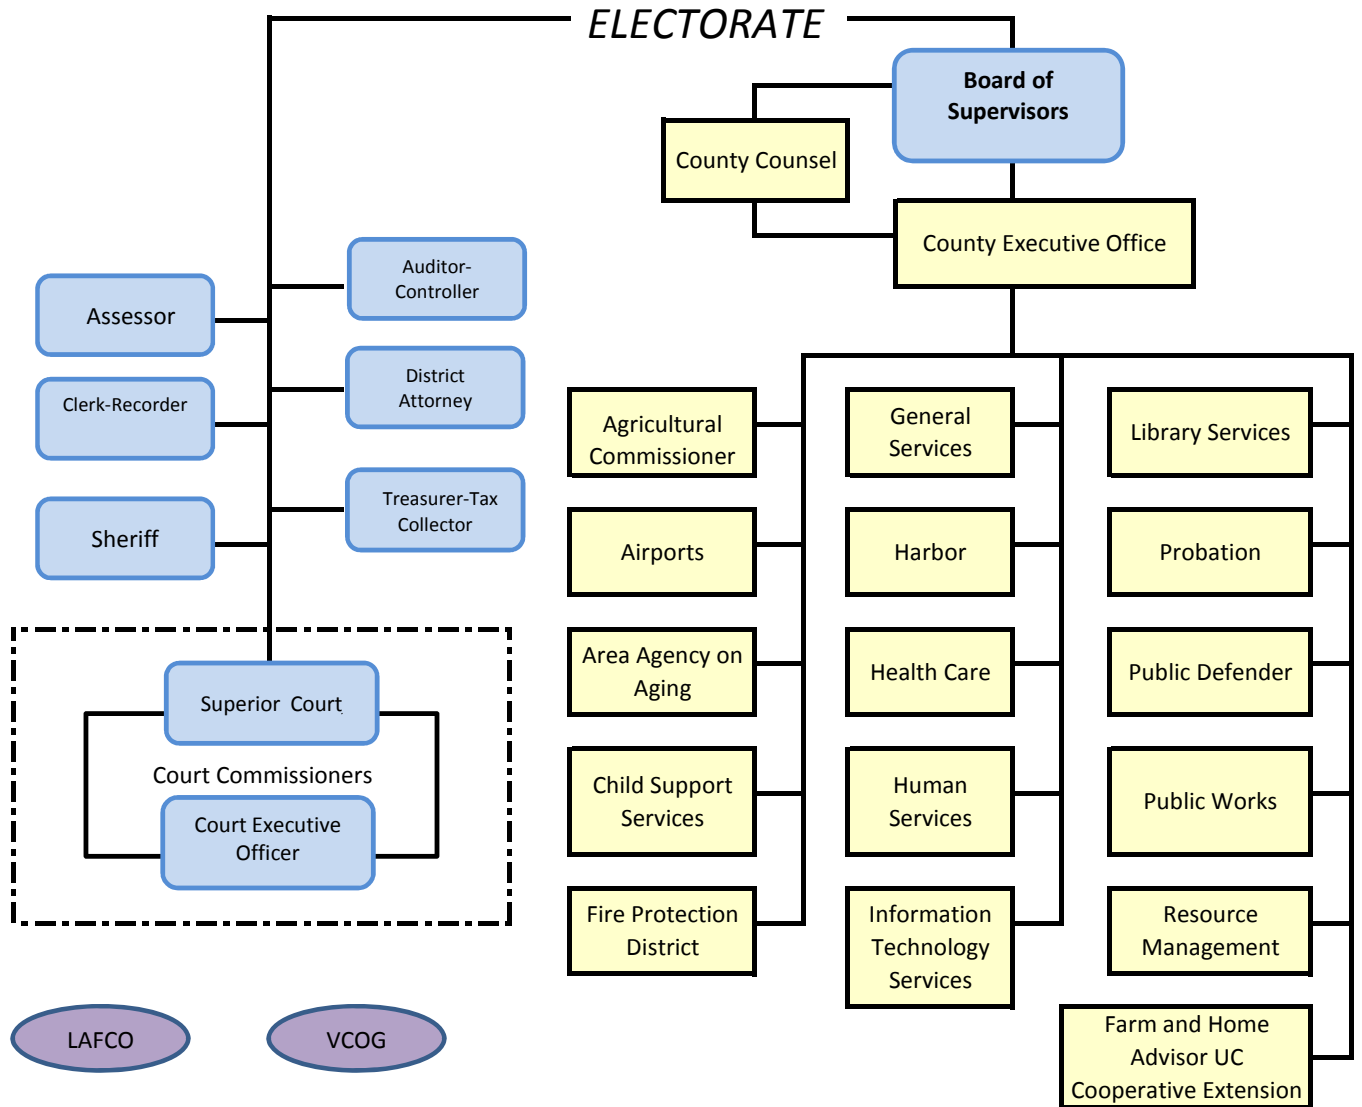 ELECTORATE
Board of
Supervisors
County Counsel
County Executive Office
Auditor-
Controller
Assessor
District
Attorney
Clerk-Recorder
Treasurer-Tax
Collector
Sheriff
Superior Court
Court Commissioners
Court Executive
Officer
LAFCO
VCOG
Agricultural
Commissioner
Airports
Area Agency on
Aging
Child Support
Services
Fire Protection
District
General
Services
Harbor
Health Care
Human
Services
Information
Technology
Services
Library Services
Probation
Public Defender
Public Works
Resource
Management
Farm and Home
Advisor UC
Cooperative Extension